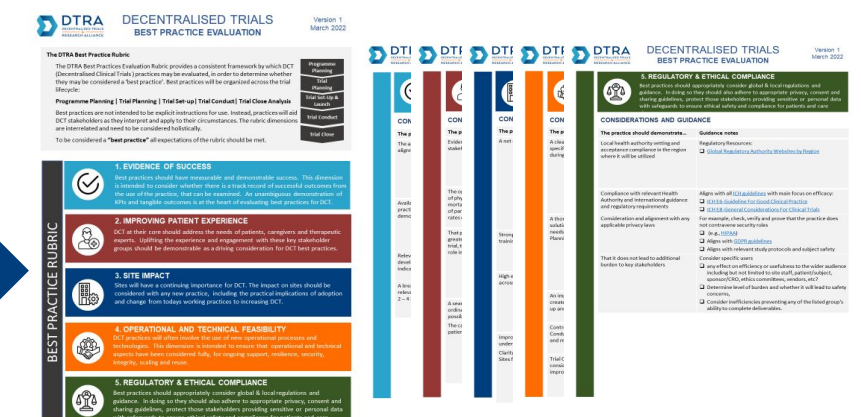 DTRA
DECENTRALISED TRIALS
RESEARCH ALLIANCE
DECENTRALISED TRIALS
BEST PRACTICE EVALUATION
Version 1
March 2022
The DTRA Best Practice Rubric
The DTRA Best Practices Evaluation Rubric provides a consistent framework by which DCT
(Decentralised Clinical Trials ) practices may be evaluated, in order to determine whether
they may be considered a 'best practice'. Best practices will be organized across the trial
lifecycle:
Programme Planning | Trial Planning | Trial Set-up| Trial Conduct| Trial Close Analysis
Best practices are not intended to be explicit instructions for use. Instead, practices will aid
DCT stakeholders as they interpret and apply to their circumstances. The rubric dimensions
are interrelated and need to be considered holistically.
To be considered a "best practice" all expectations of the rubric should be met.
Programme
Planning
Trial
Planning
Trial Set-Up &
Launch
Trial Conduct
Trial Close
BEST PRACTICE RUBRIC
1. EVIDENCE OF SUCCESS
Best practices should have measurable and demonstrable success. This dimension
is intended to consider whether there is a track record of successful outcomes from
the use of the practice, that can be examined. An unambiguous demonstration of
KPIs and tangible outcomes is at the heart of evaluating best practices for DCT.
2. IMPROVING PATIENT EXPERIENCE
DCT at their core should address the needs of patients, caregivers and therapeutic
experts. Uplifting the experience and engagement with these key stakeholder
groups should be demonstrable as a driving consideration for DCT best practices.
3. SITE IMPACT
Sites will have a continuing importance for DCT. The impact on sites should be
considered with any new practice, including the practical implications of adoption
and change from todays working practices to increasing DCT.
4. OPERATIONAL AND TECHNICAL FEASIBILITY
DCT practices will often involve the use of new operational processes and
technologies. This dimension is intended to ensure that operational and technical
aspects have been considered fully, for ongoing support, resilience, security,
integrity, scaling and reuse.
5. REGULATORY & ETHICAL COMPLIANCE
Best practices should appropriately consider global & local regulations and
guidance. In doing so they should also adhere to appropriate privacy, consent and
sharing guidelines, protect those stakeholders providing sensitive or personal data
DTRA
DECENTRALISED TRIALS
BEST PRACTICE EVALUATION
Version 1
March 2022
5. REGULATORY & ETHICAL COMPLIANCE
Best practices should appropriately consider global & local regulations and
guidance. In doing so they should also adhere to appropriate privacy, consent and
sharing guidelines, protect those stakeholders providing sensitive or personal data
with safeguards to ensure ethical safety and compliance for patients and care
CONSIDERATIONS AND GUIDANCE
The practice should demonstrate... Guidance notes
Local health authority vetting and
acceptance compliance in the region
where it will be utilized
Regulatory Resources:
Global Regulatory Authority Websites by Region
Compliance with relevant Health
Authority and International guidance
and regulatory requirements
Aligns with all ICH guidelines with main focus on efficacy:
ICH E6-Guideline For Good Clinical Practice
ICH E8-General Considerations For Clinical Trials
Consideration and alignment with any
applicable privacy laws
For example, check, verify and prove that the practice does
not contravene security rules
(e.g., HIPAA)
Aligns with GDPR guidelines
Aligns with relevant study protocols and subject safety
That it does not lead to additional
burden to key stakeholders
Consider specific users
any effect on efficiency or usefulness to the wider audience
including but not limited to site staff, patient/subject,
sponsor/CRO, ethics committees, vendors, etc?
Determine level of burden and whether it will lead to safety
concerns,
Consider inefficiencies preventing any of the listed group's
ability to complete deliverables.